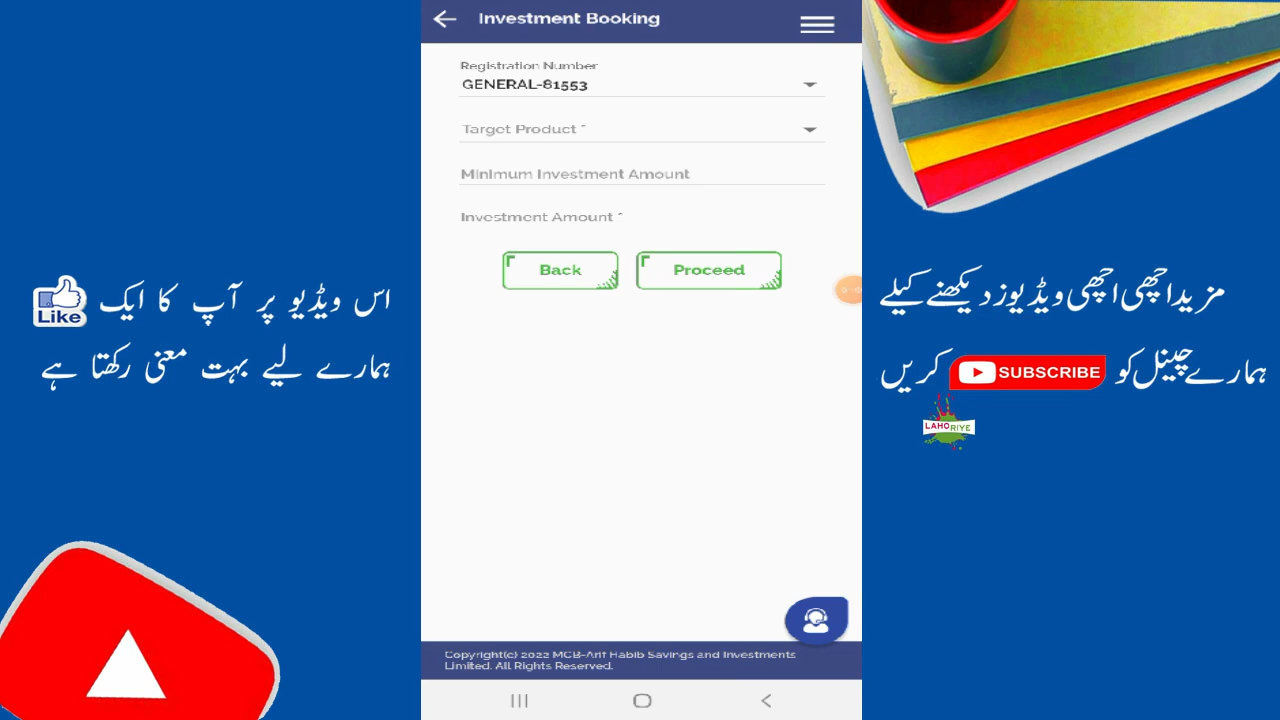 Investment Booking
Registration Number
GENERAL-81553
Target Product *
Minimum Investment Amount
Investment Amount *
Back
Proceed
Copyright(c) 2022 MCB-Arif Habib Savings and Investments
Limited. All Rights Reserved.
اس ویڈیو پر آپ کا ایک Like
ہمارے لیے بہت معنی رکھتا ہے
مزید اچھی اچھی ویڈیوز دیکھنے کیلے
ہمارے چینل کو SUBSCRIBE کریں
LAHORIYE